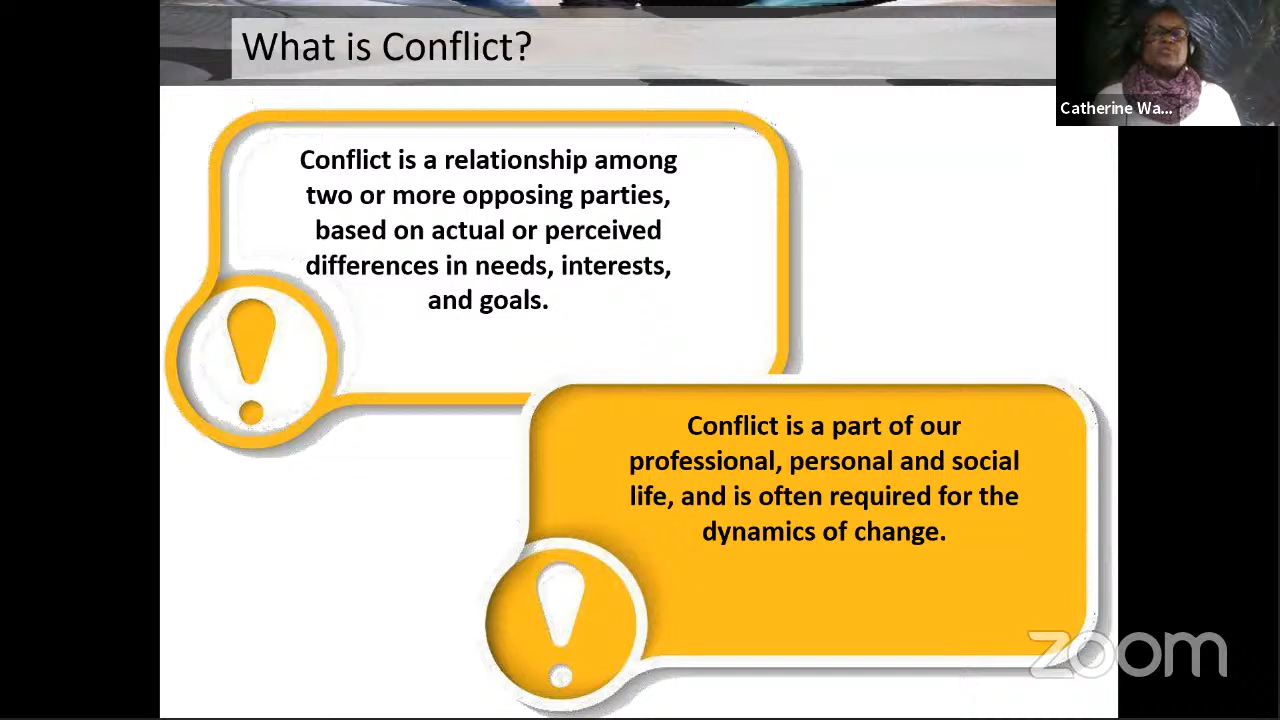 What is Conflict?
Catherine Wa...
Conflict is a relationship among
two or more opposing parties,
based on actual or perceived
differences in needs, interests,
and goals.
Conflict is a part of our
professional, personal and social
life, and is often required for the
dynamics of change.
zoom